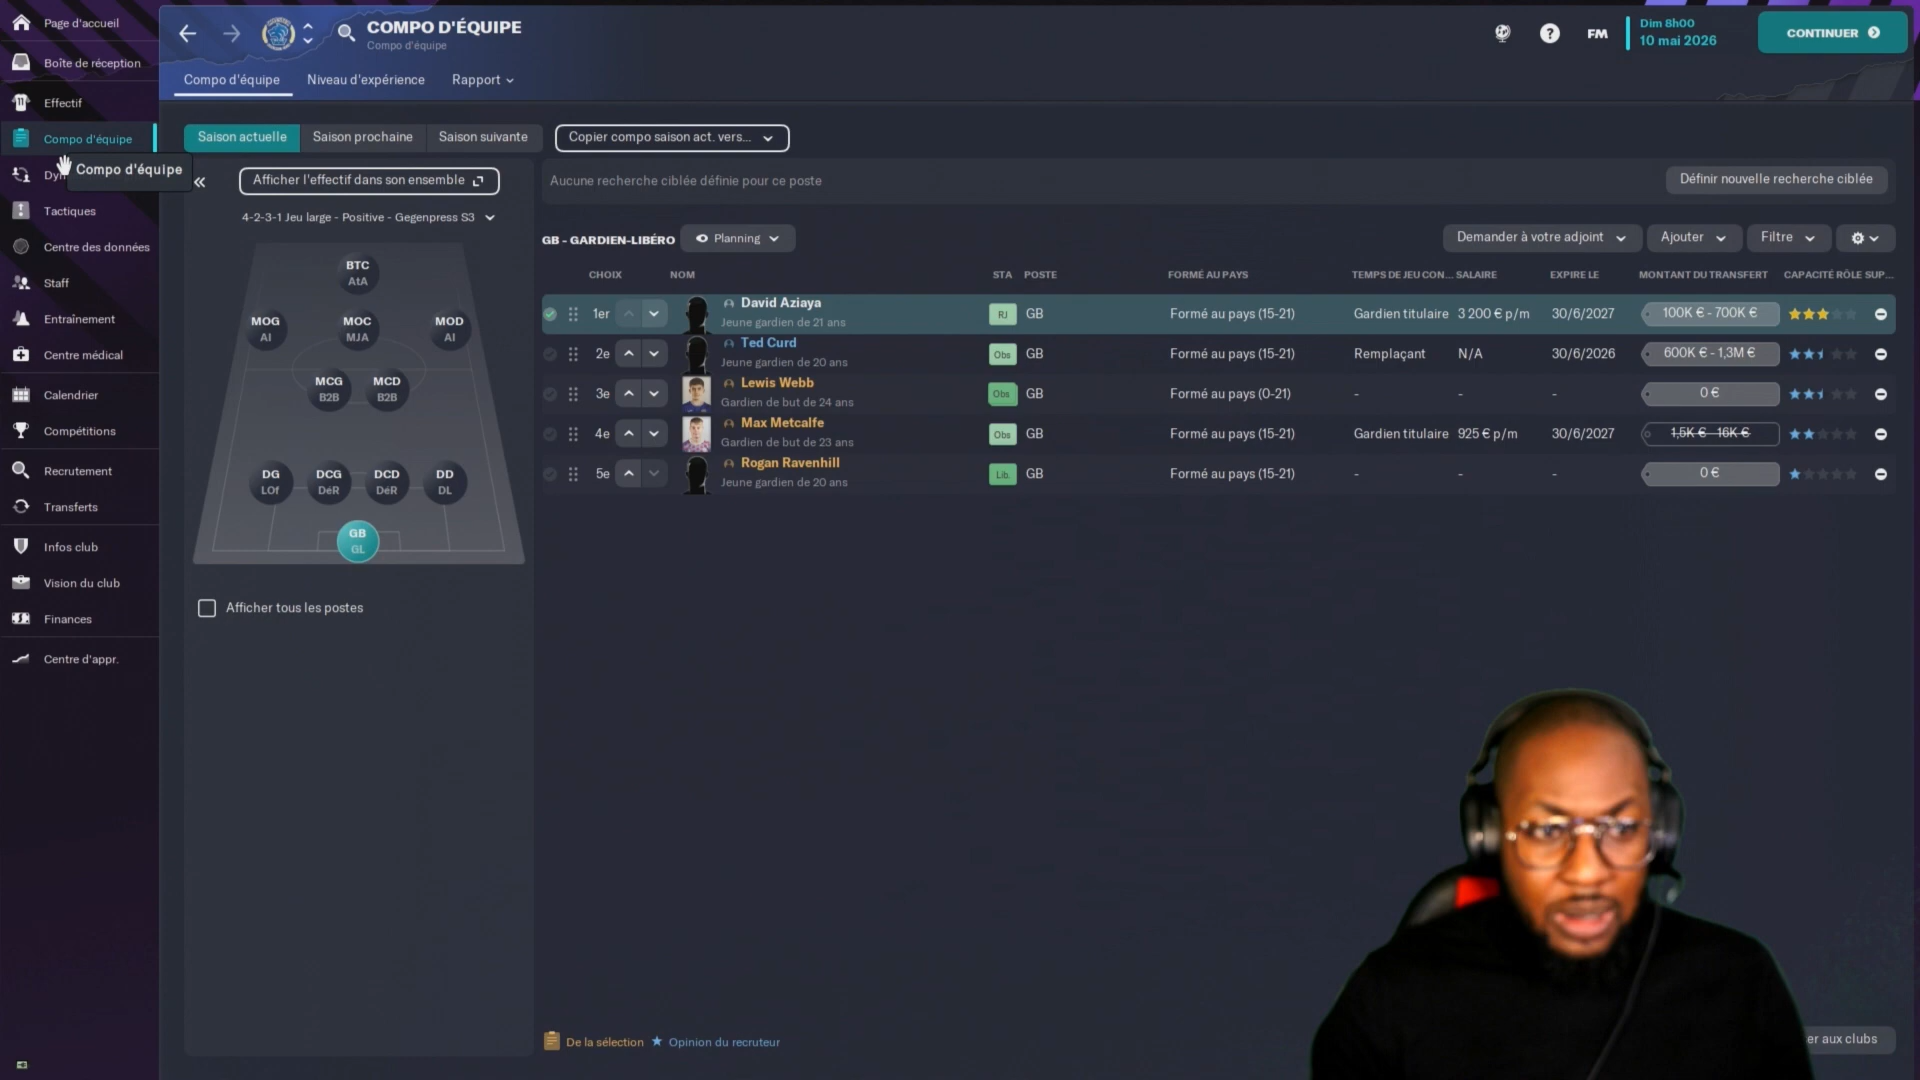 Page d'accueil
Boîte de réception
Effectif
Compo d'équipe
Compo d'équipe
Tactiques
Centre des données
Staff
Entraînement
Centre médical
Calendrier
Compétitions
Recrutement
Transferts
Infos club
Vision du club
Finances
Centre d'appr.
COMPO D'ÉQUIPE
Compo d'équipe
FM
Dim 8h00
10 mai 2026
CONTINUER
Compo d'équipe Niveau d'expérience Rapport
Saison actuelle Saison prochaine Saison suivante Copier compo saison act. vers...
Afficher l'effectif dans son ensemble
4-2-3-1 Jeu large - Positive - Gegenpress S3
BTC
AtA
MOG MOC MOD
AI MJA AI
MCG MCD
B2B B2B
DG DCG DCD DD
LOf DéR DéR DL
GB
GL
Afficher tous les postes
Aucune recherche ciblée définie pour ce poste Définir nouvelle recherche ciblée
GB - GARDIEN-LIBÉRO Planning Demander à votre adjoint Ajouter Filtre
CHOIX NOM STA POSTE FORMÉ AU PAYS TEMPS DE JEU CON... SALAIRE EXPIRE LE MONTANT DU TRANSFERT CAPACITÉ RÔLE SUP...
1er David Aziaya RJ GB Formé au pays (15-21) Gardien titulaire 3 200 € p/m 30/6/2027 100K € - 700K €
Jeune gardien de 21 ans
2e Ted Curd Obs GB Formé au pays (15-21) Remplaçant N/A 30/6/2026 600K € - 1,3M €
Jeune gardien de 20 ans
3e Lewis Webb Obs GB Formé au pays (0-21) - - - 0 €
Gardien de but de 24 ans
4e Max Metcalfe Obs GB Formé au pays (15-21) Gardien titulaire 925 € p/m 30/6/2027 1,5K € - 16K €
Gardien de but de 23 ans
5e Rogan Ravenhill Lib. GB Formé au pays (15-21) - - - 0 €
Jeune gardien de 20 ans
De la sélection Opinion du recruteur
er aux clubs